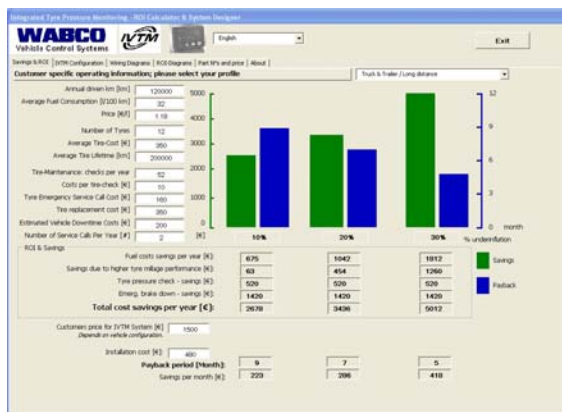 Integrated Tyre Pressure Monitoring - ROI Calculator & System Designer
WABCO
Vehicle Control Systems
IVTM
English
Exit
Savings & ROI | IVTM Configuration | Wiring Diagrams | ROI-Diagrams | Part N°s and price | About |
Customer specific operating information; please select your profile
Truck & Trailer / Long distance
Annual driven km [km] 120000
Average Fuel Consumption [l/100 km] 32
Price [€/l] 1.18
Number of Tyres 12
Average Tire-Cost [€] 350
Average Tire Lifetime [km] 200000
Tire-Maintenance: checks per year 52
Costs per tire-check [€] 10
Tyre Emergency Service Call Cost [€] 160
Tire replacement cost [€] 350
Estimated Vehicle Downtime Costs [€] 200
Number of Service Calls Per Year [#] 2
5000
4000
3000
2000
1000
0
[€]
10%
20%
30%
% underinflation
12
9
6
3
0 month
Savings
Payback
ROI & Savings
Fuel costs savings per year [€]: 675 1042 1812
Savings due to higher tyre milage performance [€]: 63 454 1260
Tyre pressure check - savings [€]: 520 520 520
Emerg. brake down - savings [€]: 1420 1420 1420
Total cost savings per year [€]: 2678 3436 5012
Customers price for IVTM System [€] 1500
Depends on vehicle configuration.
Installation cost [€]: 480
Payback period [Month]: 9 7 5
Savings per month [€]: 223 286 418